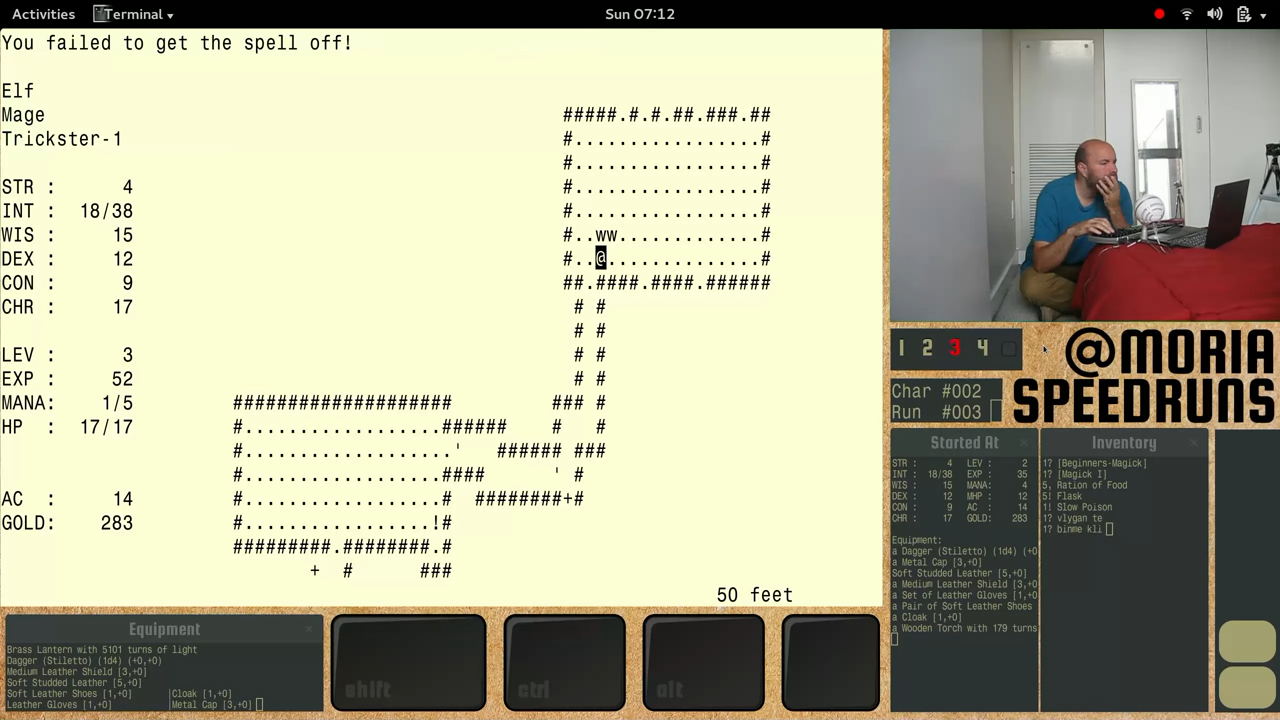 Activities
Terminal
Sun 07:12
You failed to get the spell off!
Elf
Mage
Trickster-1
STR : 4
INT : 18/38
WIS : 15
DEX : 12
CON : 9
CHR : 17
LEV : 3
EXP : 52
MANA: 1/5
HP : 17/17
AC : 14
GOLD: 283
#####.#.#.##.###.##
#.................#
#.................#
#.................#
#.................#
#..ww.............#
#..@..............#
##.####.####.######
# #
# #
# #
# #
################### ### #
#..................###### # #
#..................' ###### ###
#..................#### ' #
#..................# ########+#
#.................!#
#########.########.#
+ # ###
50 feet
1 2 3 4
@MORIA
SPEEDRUNS
Char #002
Run #003
Started At
STR : 4 LEV : 2
INT : 18/38 EXP : 35
WIS : 15 MANA: 4
DEX : 12 MHP : 12
CON : 9 AC : 14
CHR : 17 GOLD: 283
Equipment:
a Dagger (Stiletto) (1d4) (+0
a Metal Cap [3,+0]
Soft Studded Leather [5,+0]
a Medium Leather Shield [3,+0
a Set of Leather Gloves [1,+0
a Pair of Soft Leather Shoes
a Cloak [1,+0]
a Wooden Torch with 179 turns
Inventory
1? [Beginners-Magick]
1? [Magick I]
5, Ration of Food
5! Flask
1! Slow Poison
1? vlygan te
1? binme kli
Equipment
Brass Lantern with 5101 turns of light
Dagger (Stiletto) (1d4) (+0,+0)
Medium Leather Shield [3,+0]
Soft Studded Leather [5,+0]
Soft Leather Shoes [1,+0] |Cloak [1,+0]
Leather Gloves [1,+0] |Metal Cap [3,+0]
shift
ctrl
alt